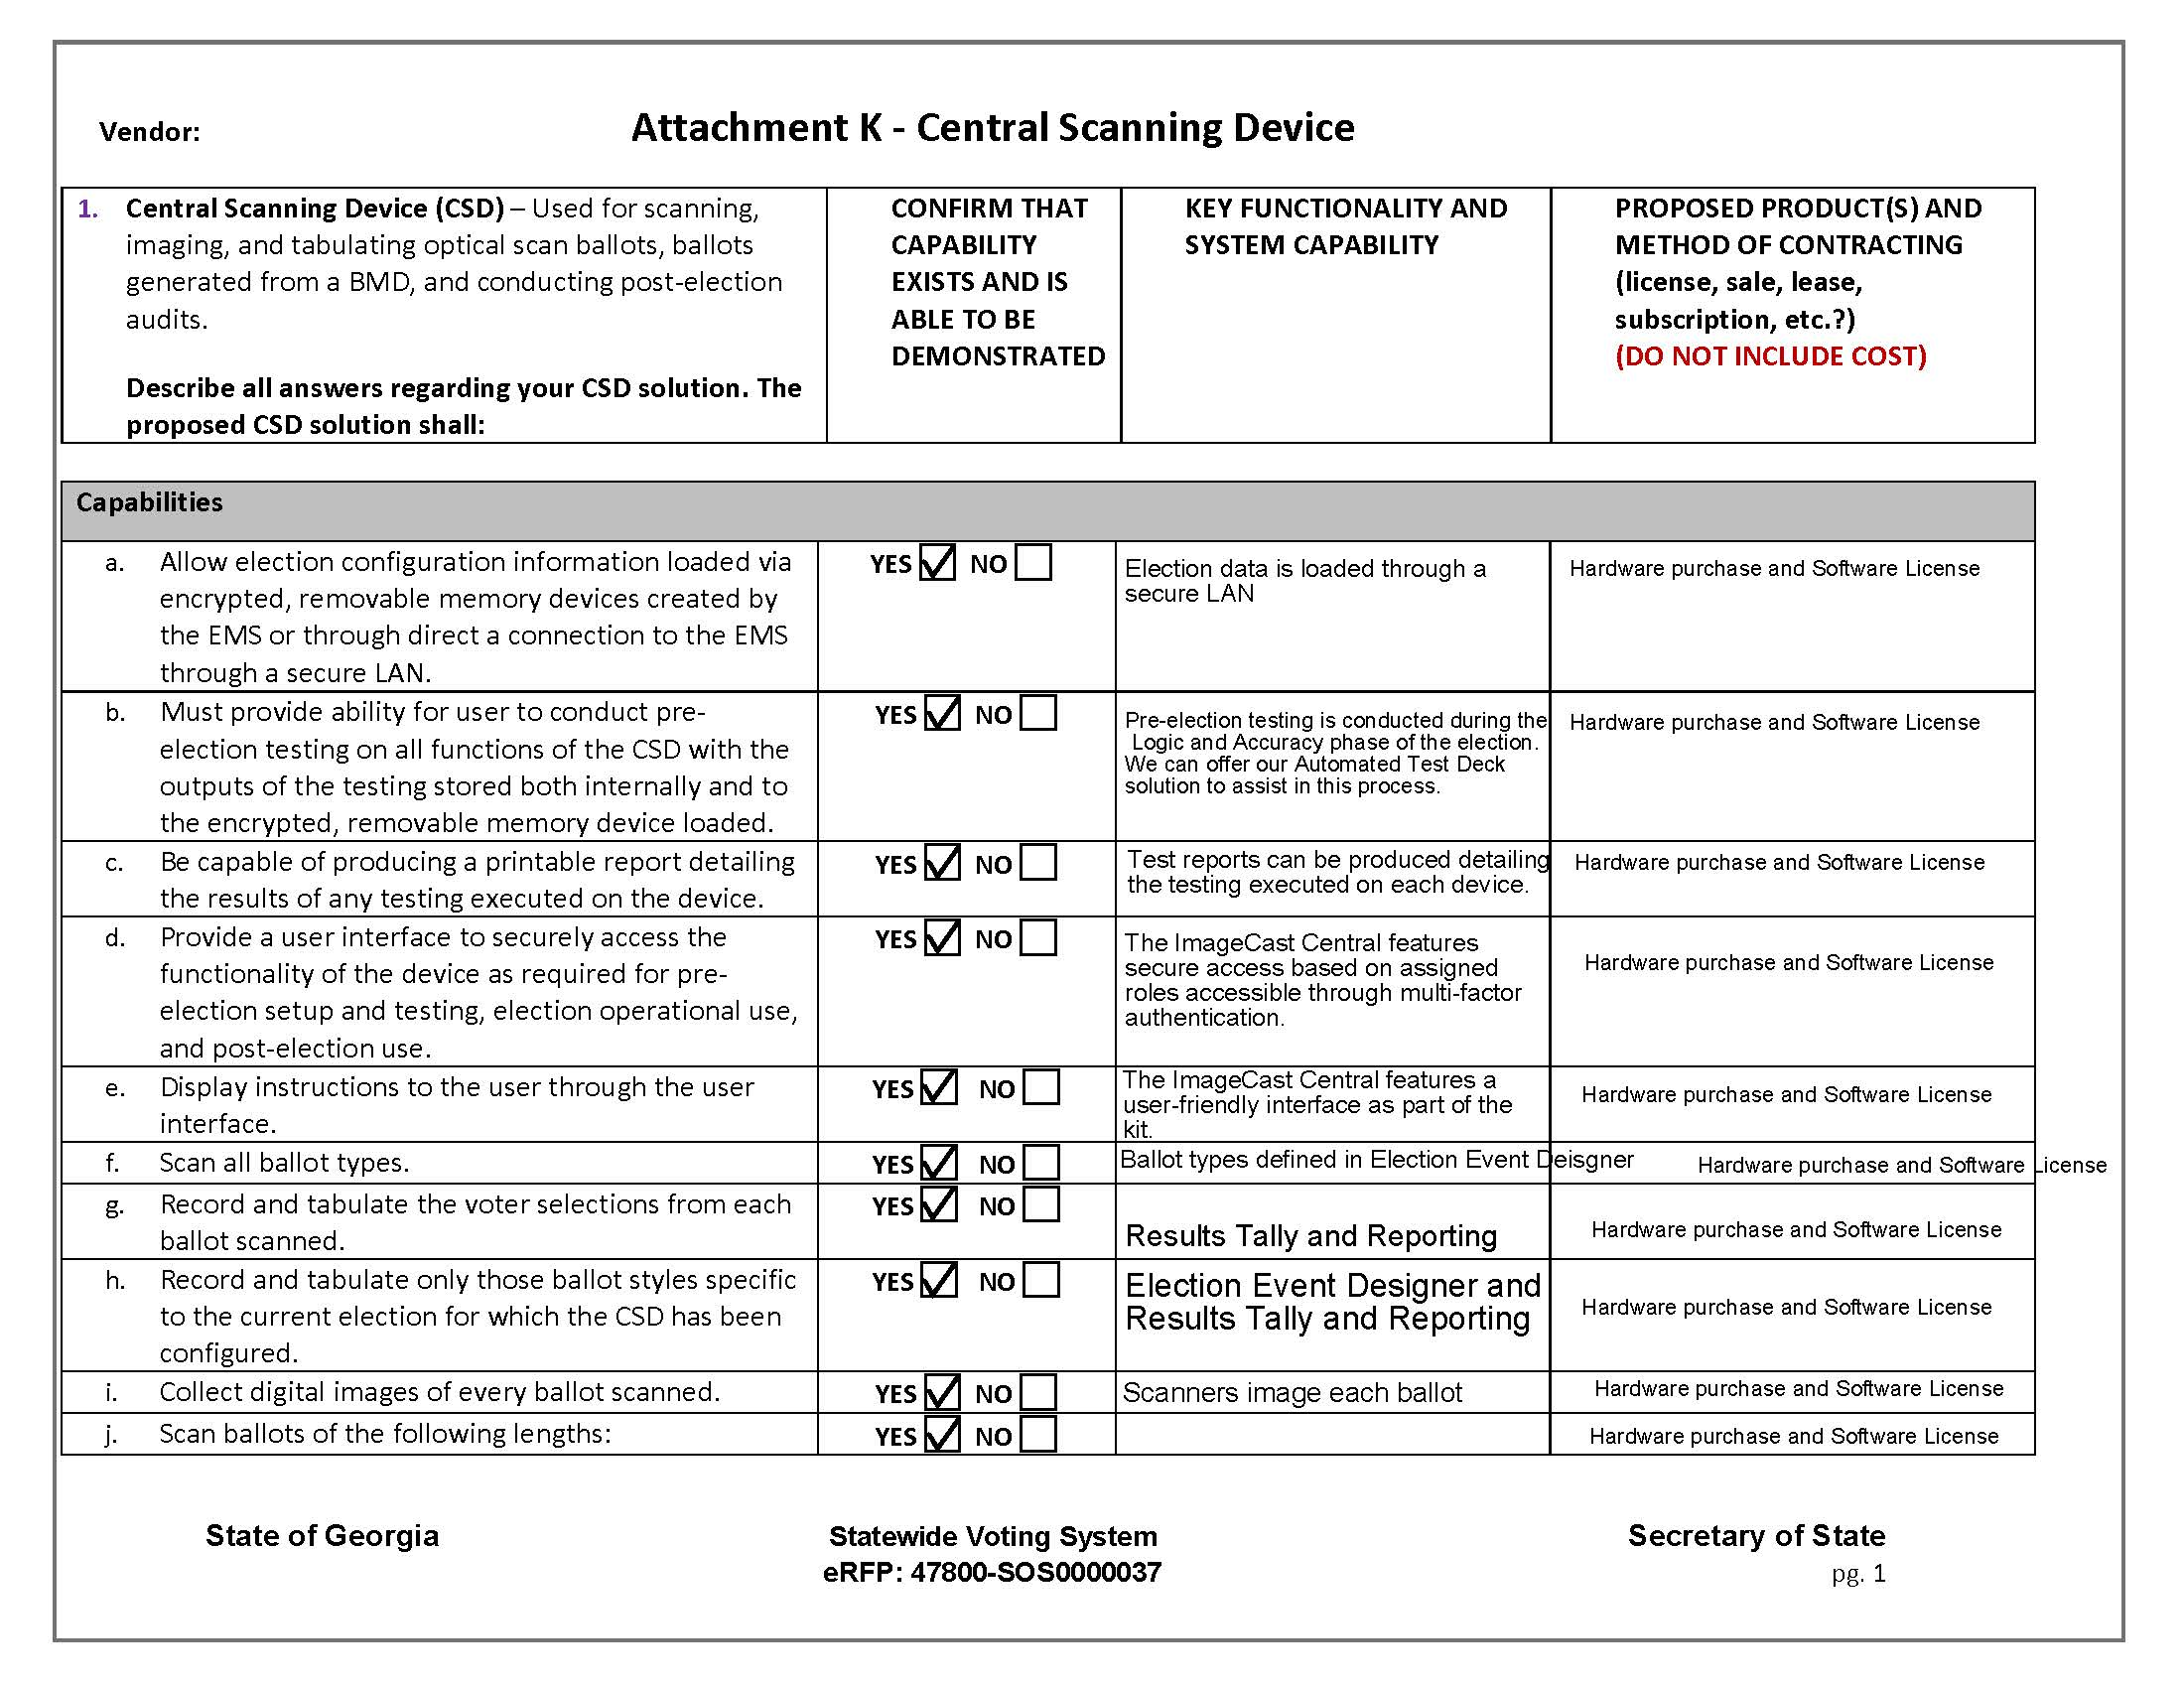 Vendor:
Attachment K - Central Scanning Device
1. Central Scanning Device (CSD) – Used for scanning,
imaging, and tabulating optical scan ballots, ballots
generated from a BMD, and conducting post-election
audits.
Describe all answers regarding your CSD solution. The
proposed CSD solution shall:
CONFIRM THAT
CAPABILITY
EXISTS AND IS
ABLE TO BE
DEMONSTRATED
KEY FUNCTIONALITY AND
SYSTEM CAPABILITY
PROPOSED PRODUCT(S) AND
METHOD OF CONTRACTING
(license, sale, lease,
subscription, etc.?)
(DO NOT INCLUDE COST)
Capabilities
a. Allow election configuration information loaded via
encrypted, removable memory devices created by
the EMS or through direct a connection to the EMS
through a secure LAN.
YES NO
Election data is loaded through a
secure LAN
Hardware purchase and Software License
b. Must provide ability for user to conduct pre-
election testing on all functions of the CSD with the
outputs of the testing stored both internally and to
the encrypted, removable memory device loaded.
YES NO
Pre-election testing is conducted during the
Logic and Accuracy phase of the election.
We can offer our Automated Test Deck
solution to assist in this process.
Hardware purchase and Software License
c. Be capable of producing a printable report detailing
the results of any testing executed on the device.
YES NO
Test reports can be produced detailing
the testing executed on each device.
Hardware purchase and Software License
d. Provide a user interface to securely access the
functionality of the device as required for pre-
election setup and testing, election operational use,
and post-election use.
YES NO
The ImageCast Central features
secure access based on assigned
roles accessible through multi-factor
authentication.
Hardware purchase and Software License
e. Display instructions to the user through the user
interface.
YES NO
The ImageCast Central features a
user-friendly interface as part of the
kit.
Hardware purchase and Software License
f. Scan all ballot types.
YES NO
Ballot types defined in Election Event Deisgner
Hardware purchase and Software License
g. Record and tabulate the voter selections from each
ballot scanned.
YES NO
Results Tally and Reporting
Hardware purchase and Software License
h. Record and tabulate only those ballot styles specific
to the current election for which the CSD has been
configured.
YES NO
Election Event Designer and
Results Tally and Reporting
Hardware purchase and Software License
i. Collect digital images of every ballot scanned.
YES NO
Scanners image each ballot
Hardware purchase and Software License
j. Scan ballots of the following lengths:
YES NO
Hardware purchase and Software License
State of Georgia
Statewide Voting System
eRFP: 47800-SOS0000037
Secretary of State
pg. 1